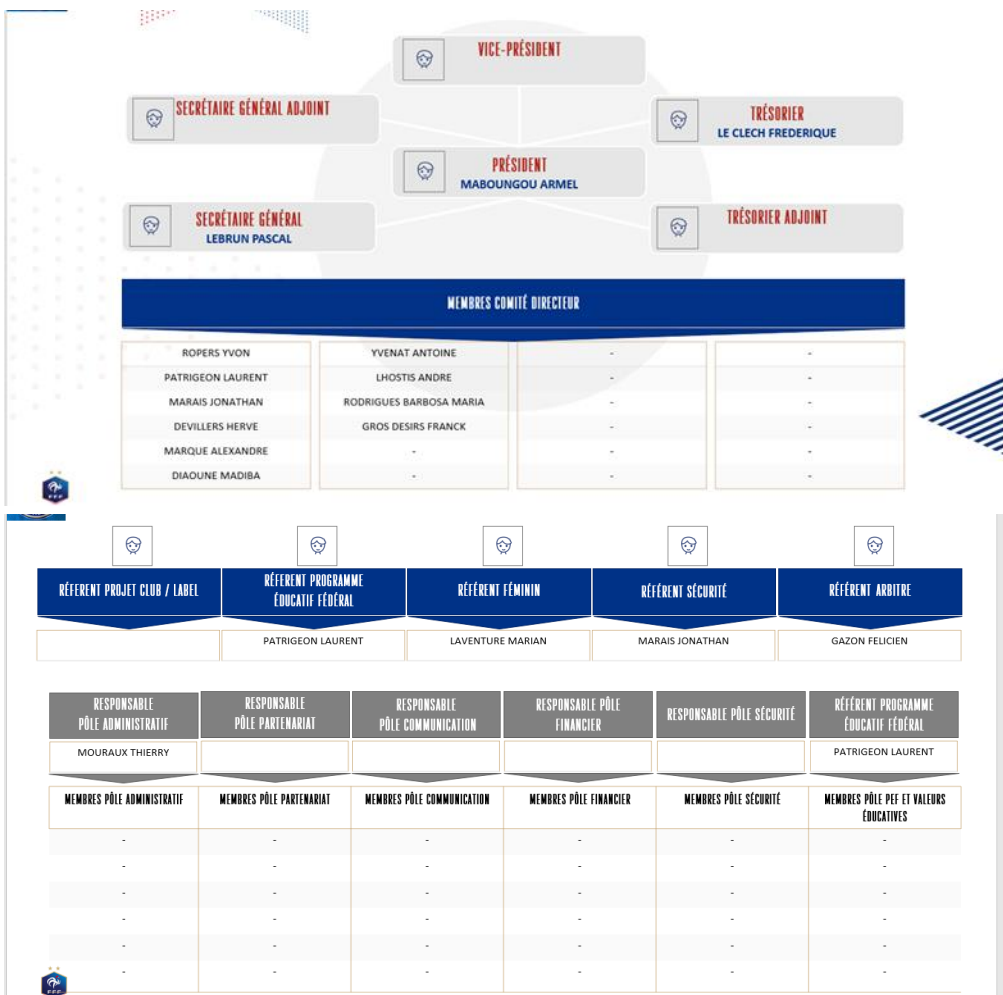 VICE-PRÉSIDENT
SECRÉTAIRE GÉNÉRAL ADJOINT
TRÉSORIER
LE CLECH FREDERIQUE
PRÉSIDENT
MABOUNGOU ARMEL
SECRÉTAIRE GÉNÉRAL
LEBRUN PASCAL
TRÉSORIER ADJOINT
MEMBRES COMITÉ DIRECTEUR
ROPERS YVON YVENAT ANTOINE - -
PATRIGEON LAURENT LHOSTIS ANDRE - -
MARAIS JONATHAN RODRIGUES BARBOSA MARIA - -
DEVILLERS HERVE GROS DESIRS FRANCK - -
MARQUE ALEXANDRE - - -
DIAOUNE MADIBA - - -
FFF
RÉFERENT PROJET CLUB / LABEL
RÉFERENT PROGRAMME
ÉDUCATIF FÉDÉRAL
RÉFÉRENT FÉMININ
RÉFÉRENT SÉCURITÉ
RÉFÉRENT ARBITRE
PATRIGEON LAURENT LAVENTURE MARIAN MARAIS JONATHAN GAZON FELICIEN
RESPONSABLE
PÔLE ADMINISTRATIF
RESPONSABLE
PÔLE PARTENARIAT
RESPONSABLE
PÔLE COMMUNICATION
RESPONSABLE PÔLE
FINANCIER
RESPONSABLE PÔLE SÉCURITÉ
RÉFÉRENT PROGRAMME
ÉDUCATIF FÉDÉRAL
MOURAUX THIERRY PATRIGEON LAURENT
MEMBRES PÔLE ADMINISTRATIF
MEMBRES PÔLE PARTENARIAT
MEMBRES PÔLE COMMUNICATION
MEMBRES PÔLE FINANCIER
MEMBRES PÔLE SÉCURITÉ
MEMBRES PÔLE PEF ET VALEURS
ÉDUCATIVES
- - - - - -
- - - - - -
- - - - - -
- - - - - -
- - - - - -
- - - - - -
FFF